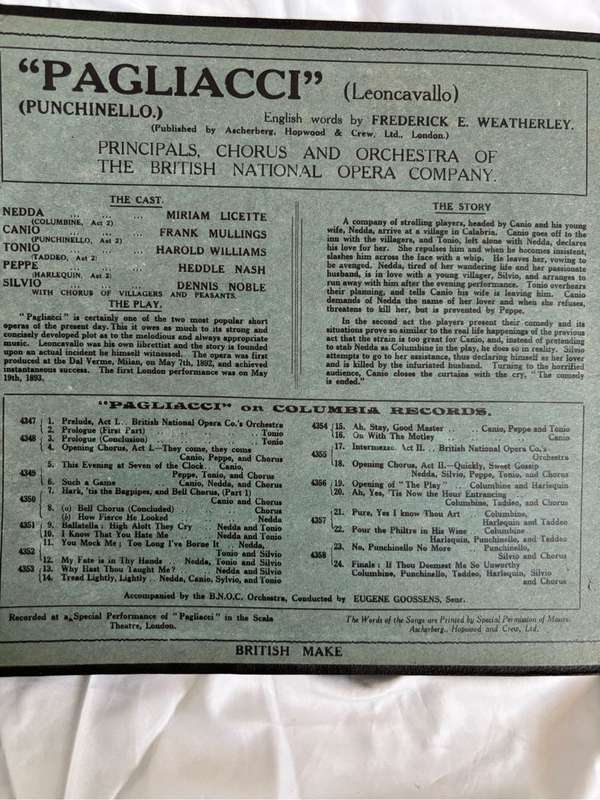 "PAGLIACCI" (Leoncavallo)
(PUNCHINELLO.)
English words by FREDERICK E. WEATHERLEY.
(Published by Ascherberg, Hopwood & Crew, Ltd., London.)
PRINCIPALS, CHORUS AND ORCHESTRA OF
THE BRITISH NATIONAL OPERA COMPANY.
THE CAST.
NEDDA ... ... ... MIRIAM LICETTE
(COLUMBINE, Act 2)
CANIO ... ... ... FRANK MULLINGS
(PUNCHINELLO, Act 2)
TONIO ... ... ... HAROLD WILLIAMS
(TADDEO, Act 2)
PEPPE ... ... ... HEDDLE NASH
(HARLEQUIN, Act 2)
SILVIO ... ... ... DENNIS NOBLE
WITH CHORUS OF VILLAGERS AND PEASANTS.
THE PLAY.
"Pagliacci" is certainly one of the two most popular short
operas of the present day. This it owes as much to its strong and
concisely developed plot as to the melodious and always appropriate
music. Leoncavallo was his own librettist and the story is founded
upon an actual incident he himself witnessed. The opera was first
produced at the Dal Verme, Milan, on May 7th, 1892, and achieved
instantaneous success. The first London performance was on May
19th, 1893.
THE STORY
A company of strolling players, headed by Canio and his young
wife, Nedda, arrive at a village in Calabria. Canio goes off to the
inn with the villagers, and Tonio, left alone with Nedda, declares
his love for her. She repulses him and when he becomes insistent,
slashes him across the face with a whip. He leaves her, vowing to
be avenged. Nedda, tired of her wandering life and her passionate
husband, is in love with a young villager, Silvio, and arranges to
run away with him after the evening performance. Tonio overhears
their planning, and tells Canio his wife is leaving him. Canio
demands of Nedda the name of her lover and when she refuses,
threatens to kill her, but is prevented by Peppe.
In the second act the players present their comedy and its
situations prove so similar to the real life happenings of the previous
act that the strain is too great for Canio, and, instead of pretending
to stab Nedda as Columbine in the play, he does so in reality. Silvio
attempts to go to her assistance, thus declaring himself as her lover
and is killed by the infuriated husband. Turning to the horrified
audience, Canio closes the curtains with the cry, "The comedy
is ended."
"PAGLIACCI" on COLUMBIA RECORDS.
4347 1. Prelude, Act I... British National Opera Co.'s Orchestra
2. Prologue (First Part) .. .. .. Tonio
4348 3. Prologue (Conclusion) .. .. .. Tonio
4. Opening Chorus, Act I.—They come, they come
Canio, Peppe, and Chorus
5. This Evening at Seven of the Clock. Canio,
4349 Peppe, Tonio, and Chorus
6. Such a Game .. Canio, Nedda, and Chorus
7. Hark, 'tis the Bagpipes, and Bell Chorus, (Part 1)
4350 Canio and Chorus
8. (a) Bell Chorus (Concluded) .. Chorus
(b) How Fierce He Looked .. Nedda
4351 9. Ballatella: High Aloft They Cry .. Nedda and Tonio
10. I Know That You Hate Me .. Nedda and Tonio
11. You Mock Me; Too Long I've Borne It .. Nedda,
4352 Tonio and Silvio
12. My Fate is in Thy Hands .. Nedda, Tonio and Silvio
4353 13. Why Hast Thou Taught Me? .. Nedda and Silvio
14. Tread Lightly, Lightly .. Nedda, Canio, Sylvio, and Tonio
4354 15. Ah, Stay, Good Master .. .. Canio, Peppe and Tonio
16. On With The Motley .. .. Canio
4355 17. Intermezzo. Act II. .. British National Opera Co.'s
Orchestra
18. Opening Chorus, Act II.—Quickly, Sweet Gossip
Nedda, Silvio, Peppe, Tonio, and Chorus
4356 19. Opening of "The Play" .. Columbine and Harlequin
20. Ah, Yes, 'Tis Now the Hour Entrancing
Columbine, Tadeo, and Chorus
21. Pure, Yes I know Thou Art .. Columbine,
4357 Harlequin and Taddeo
22. Pour the Philtre in His Wine .. Columbine,
Harlequin, Punchinello, and Taddeo
23. No, Punchinello No More .. Punchinello,
4358 Silvio and Chorus
24. Finale: If Thou Deemest Me So Unworthy
Columbine, Punchinello, Taddeo, Harlequin, Silvio
and Chorus
Accompanied by the B.N.O.C. Orchestra, Conducted by EUGENE GOOSSENS, Senr.
Recorded at a Special Performance of "Pagliacci" in the Scala
Theatre, London.
The Words of the Songs are Printed by Special Permission of Messrs.
Ascherberg, Hopwood and Crew, Ltd.
BRITISH MAKE